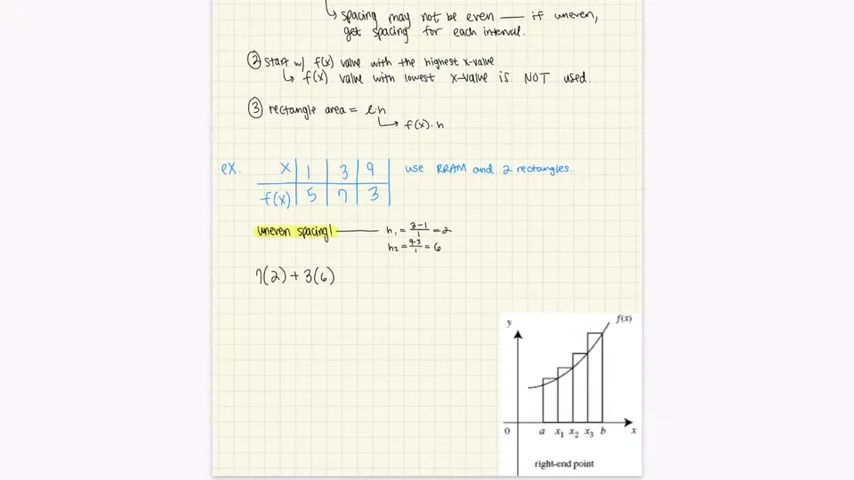 ↳ spacing may not be even — if uneven,
get spacing for each interval.
② start w/ f(x) value with the highest x-value
↳ f(x) value with lowest x-value is NOT used.
③ rectangle area = l·h
↳ f(x)·h
ex. x | 1 | 3 | 9 use RRAM and 2 rectangles.
f(x) | 5 | 7 | 3
uneven spacing! — h₁ = 3-1/1 = 2
h₂ = 9-3/1 = 6
7(2) + 3(6)
y f(x)
0 a x₁ x₂ x₃ b x
right-end point